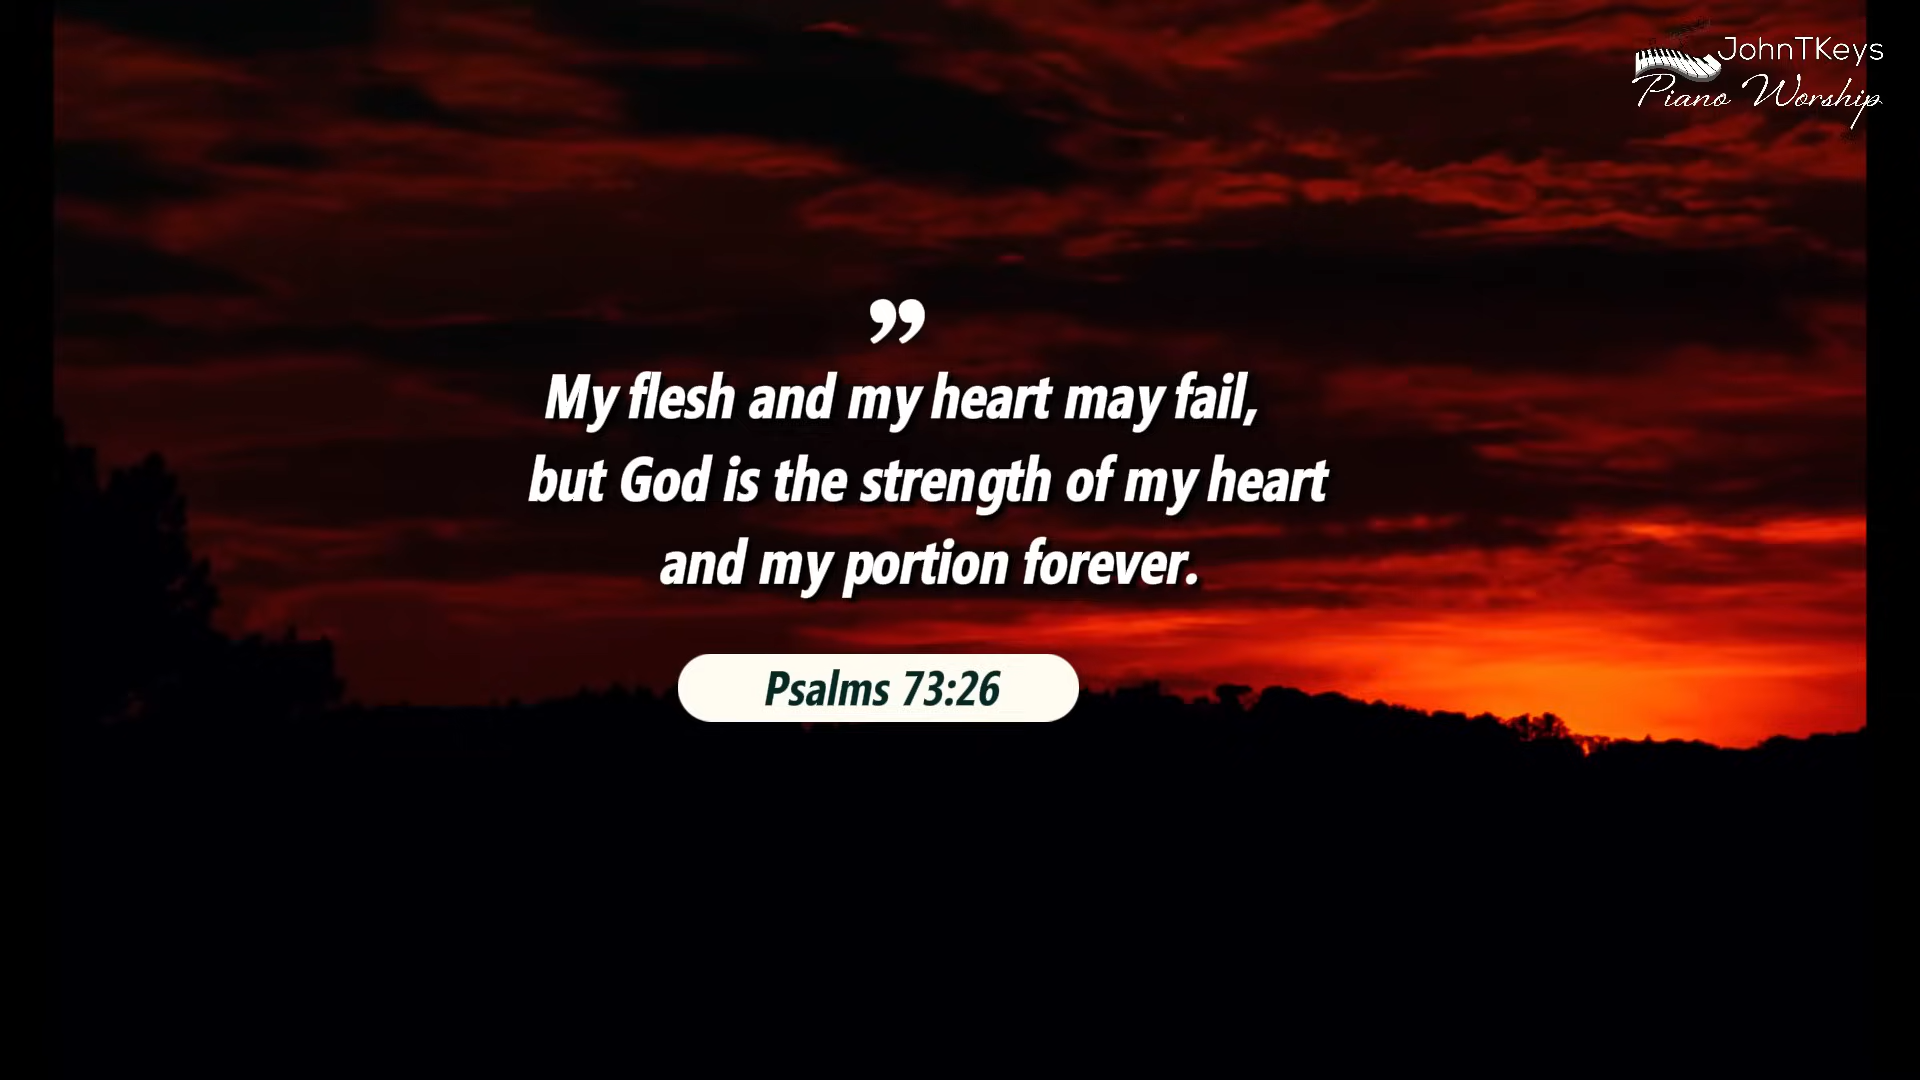 JohnTKeys
Piano Worship
”
My flesh and my heart may fail,
but God is the strength of my heart
and my portion forever.
Psalms 73:26